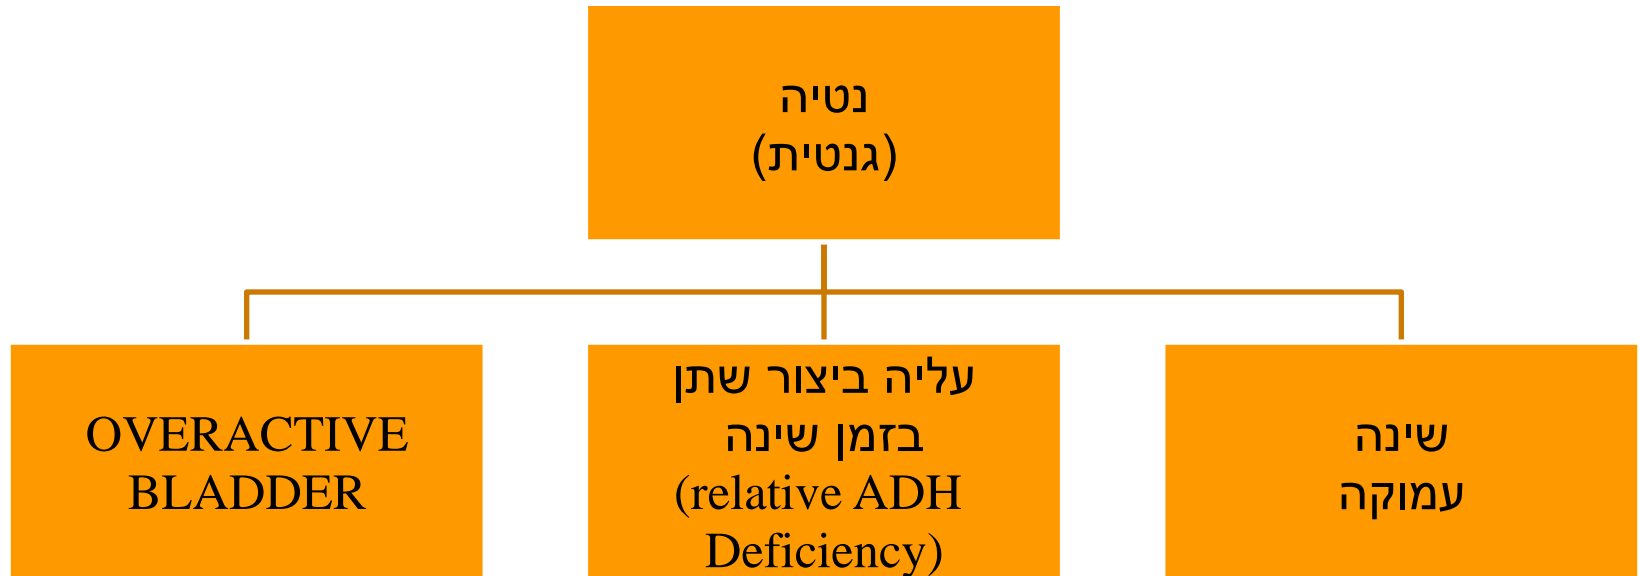 נטיה
(גנטית)
OVERACTIVE
BLADDER
עליה ביצור שתן
בזמן שינה
(relative ADH
Deficiency)
שינה
עמוקה